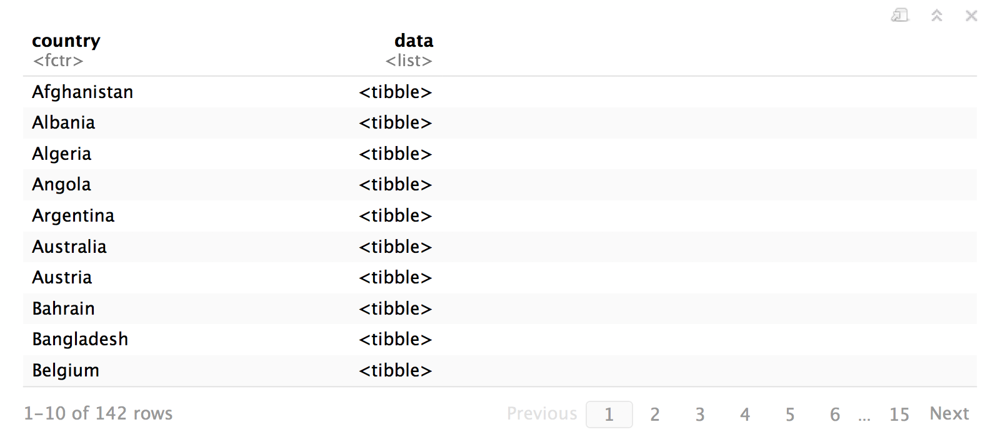 country data
<fctr> <list>
Afghanistan <tibble>
Albania <tibble>
Algeria <tibble>
Angola <tibble>
Argentina <tibble>
Australia <tibble>
Austria <tibble>
Bahrain <tibble>
Bangladesh <tibble>
Belgium <tibble>
1-10 of 142 rows Previous 1 2 3 4 5 6 ... 15 Next